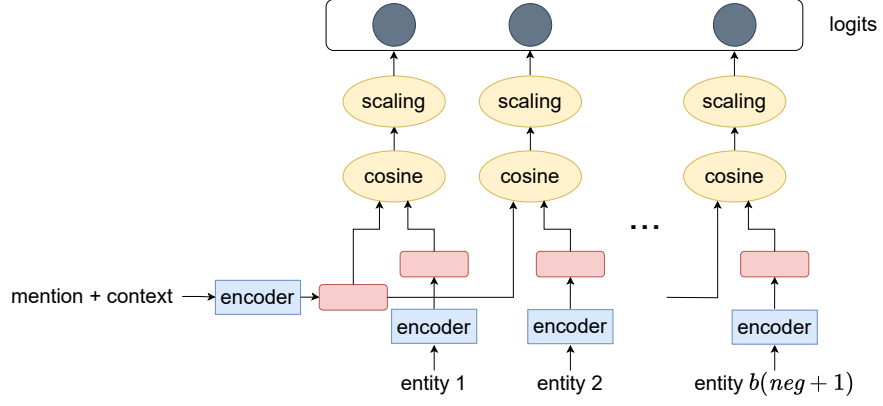 logits
scaling scaling scaling
cosine cosine cosine
...
mention + context encoder
encoder encoder encoder
entity 1 entity 2 entity b(neg + 1)